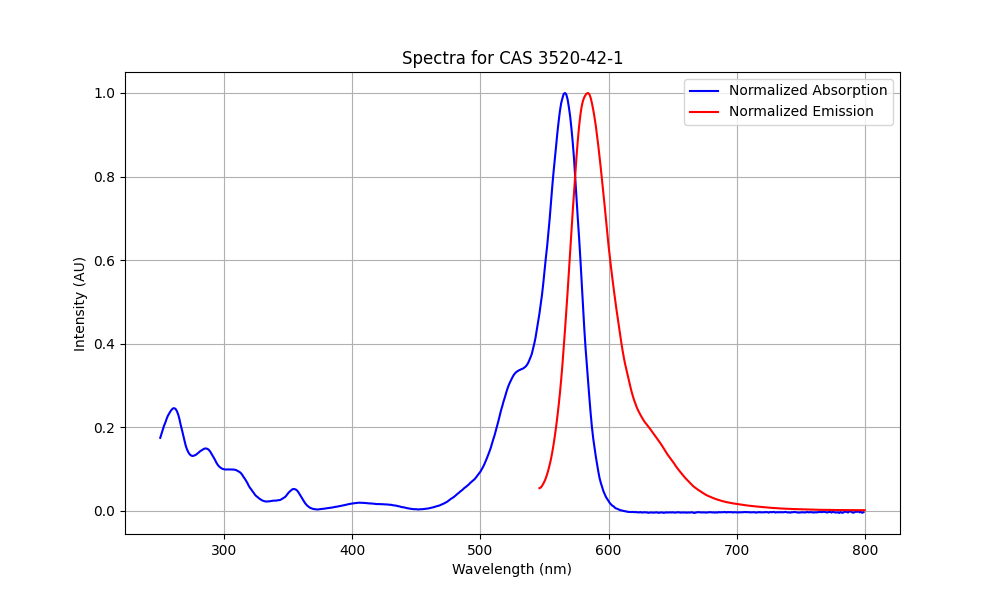 Spectra for CAS 3520-42-1
Normalized Absorption
Normalized Emission
Intensity (AU)
1.0
0.8
0.6
0.4
0.2
0.0
300 400 500 600 700 800
Wavelength (nm)